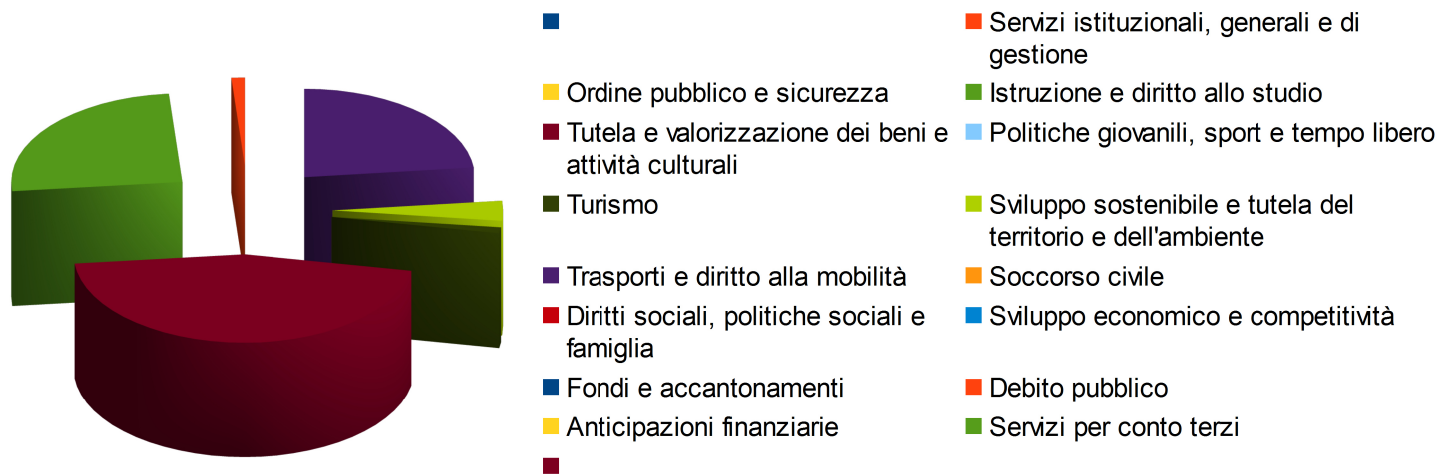 Servizi istituzionali, generali e di
gestione
Ordine pubblico e sicurezza
Istruzione e diritto allo studio
Tutela e valorizzazione dei beni e
attività culturali
Politiche giovanili, sport e tempo libero
Turismo
Sviluppo sostenibile e tutela del
territorio e dell'ambiente
Trasporti e diritto alla mobilità
Soccorso civile
Diritti sociali, politiche sociali e
famiglia
Sviluppo economico e competitività
Fondi e accantonamenti
Debito pubblico
Anticipazioni finanziarie
Servizi per conto terzi